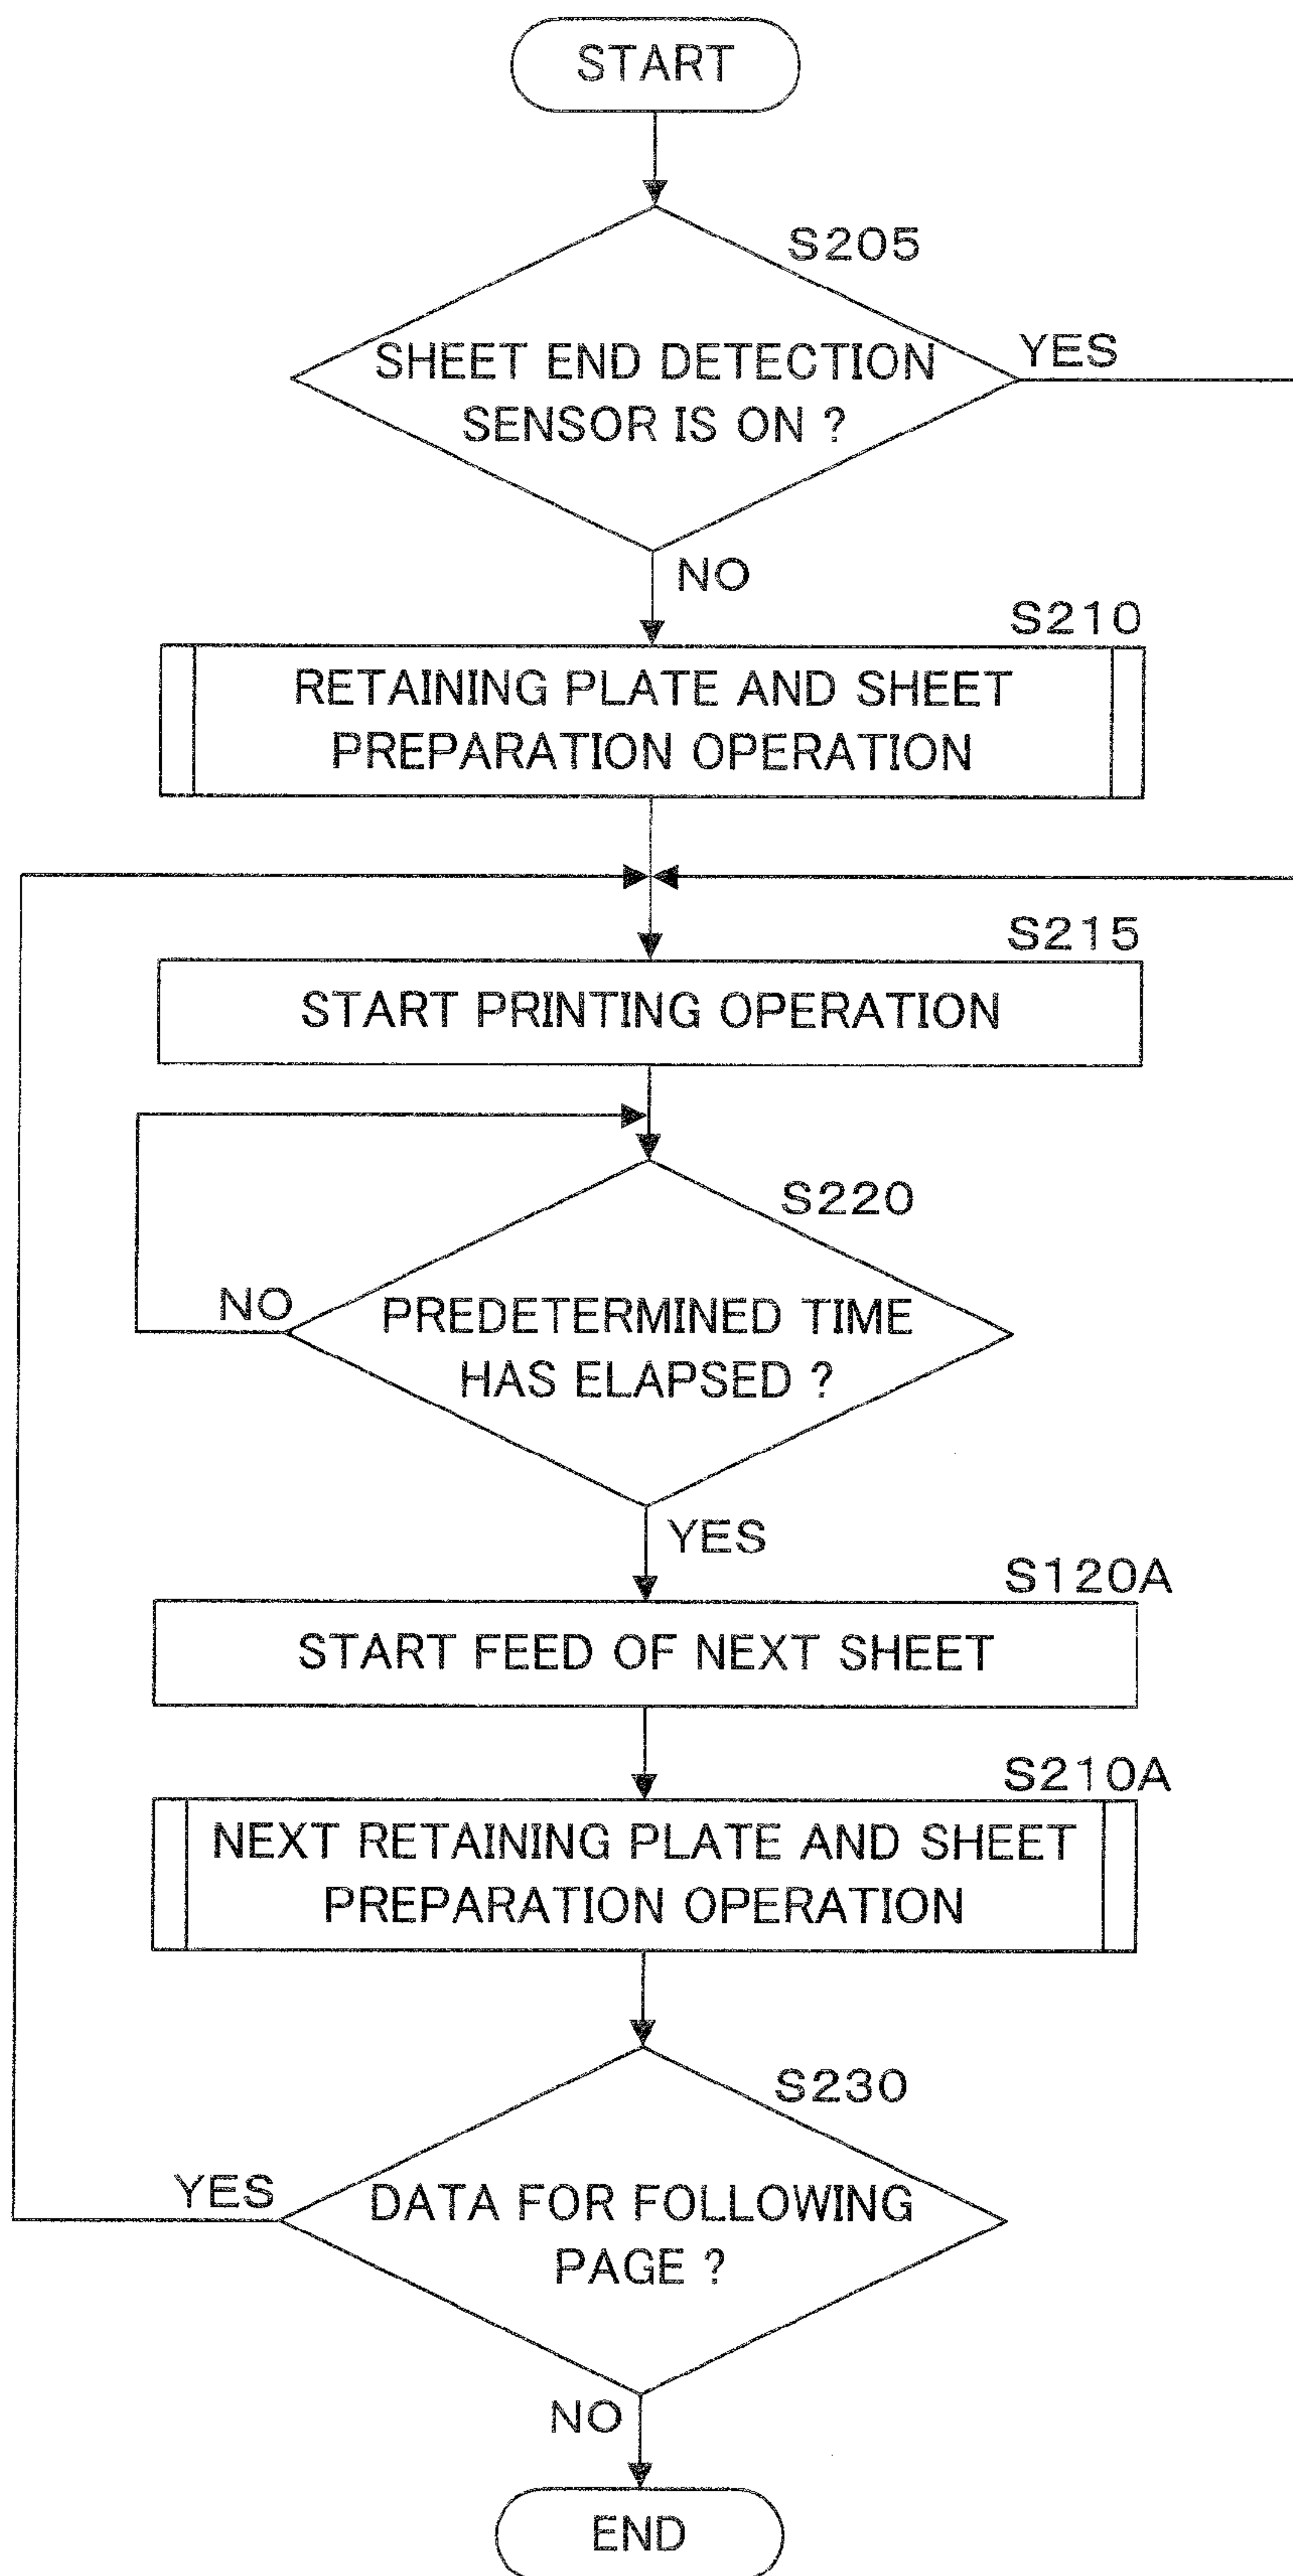 START
S205
SHEET END DETECTION
SENSOR IS ON ?
YES
NO
S210
RETAINING PLATE AND SHEET
PREPARATION OPERATION
S215
START PRINTING OPERATION
S220
NO
PREDETERMINED TIME
HAS ELAPSED ?
YES
S120A
START FEED OF NEXT SHEET
S210A
NEXT RETAINING PLATE AND SHEET
PREPARATION OPERATION
S230
YES
DATA FOR FOLLOWING
PAGE ?
NO
END